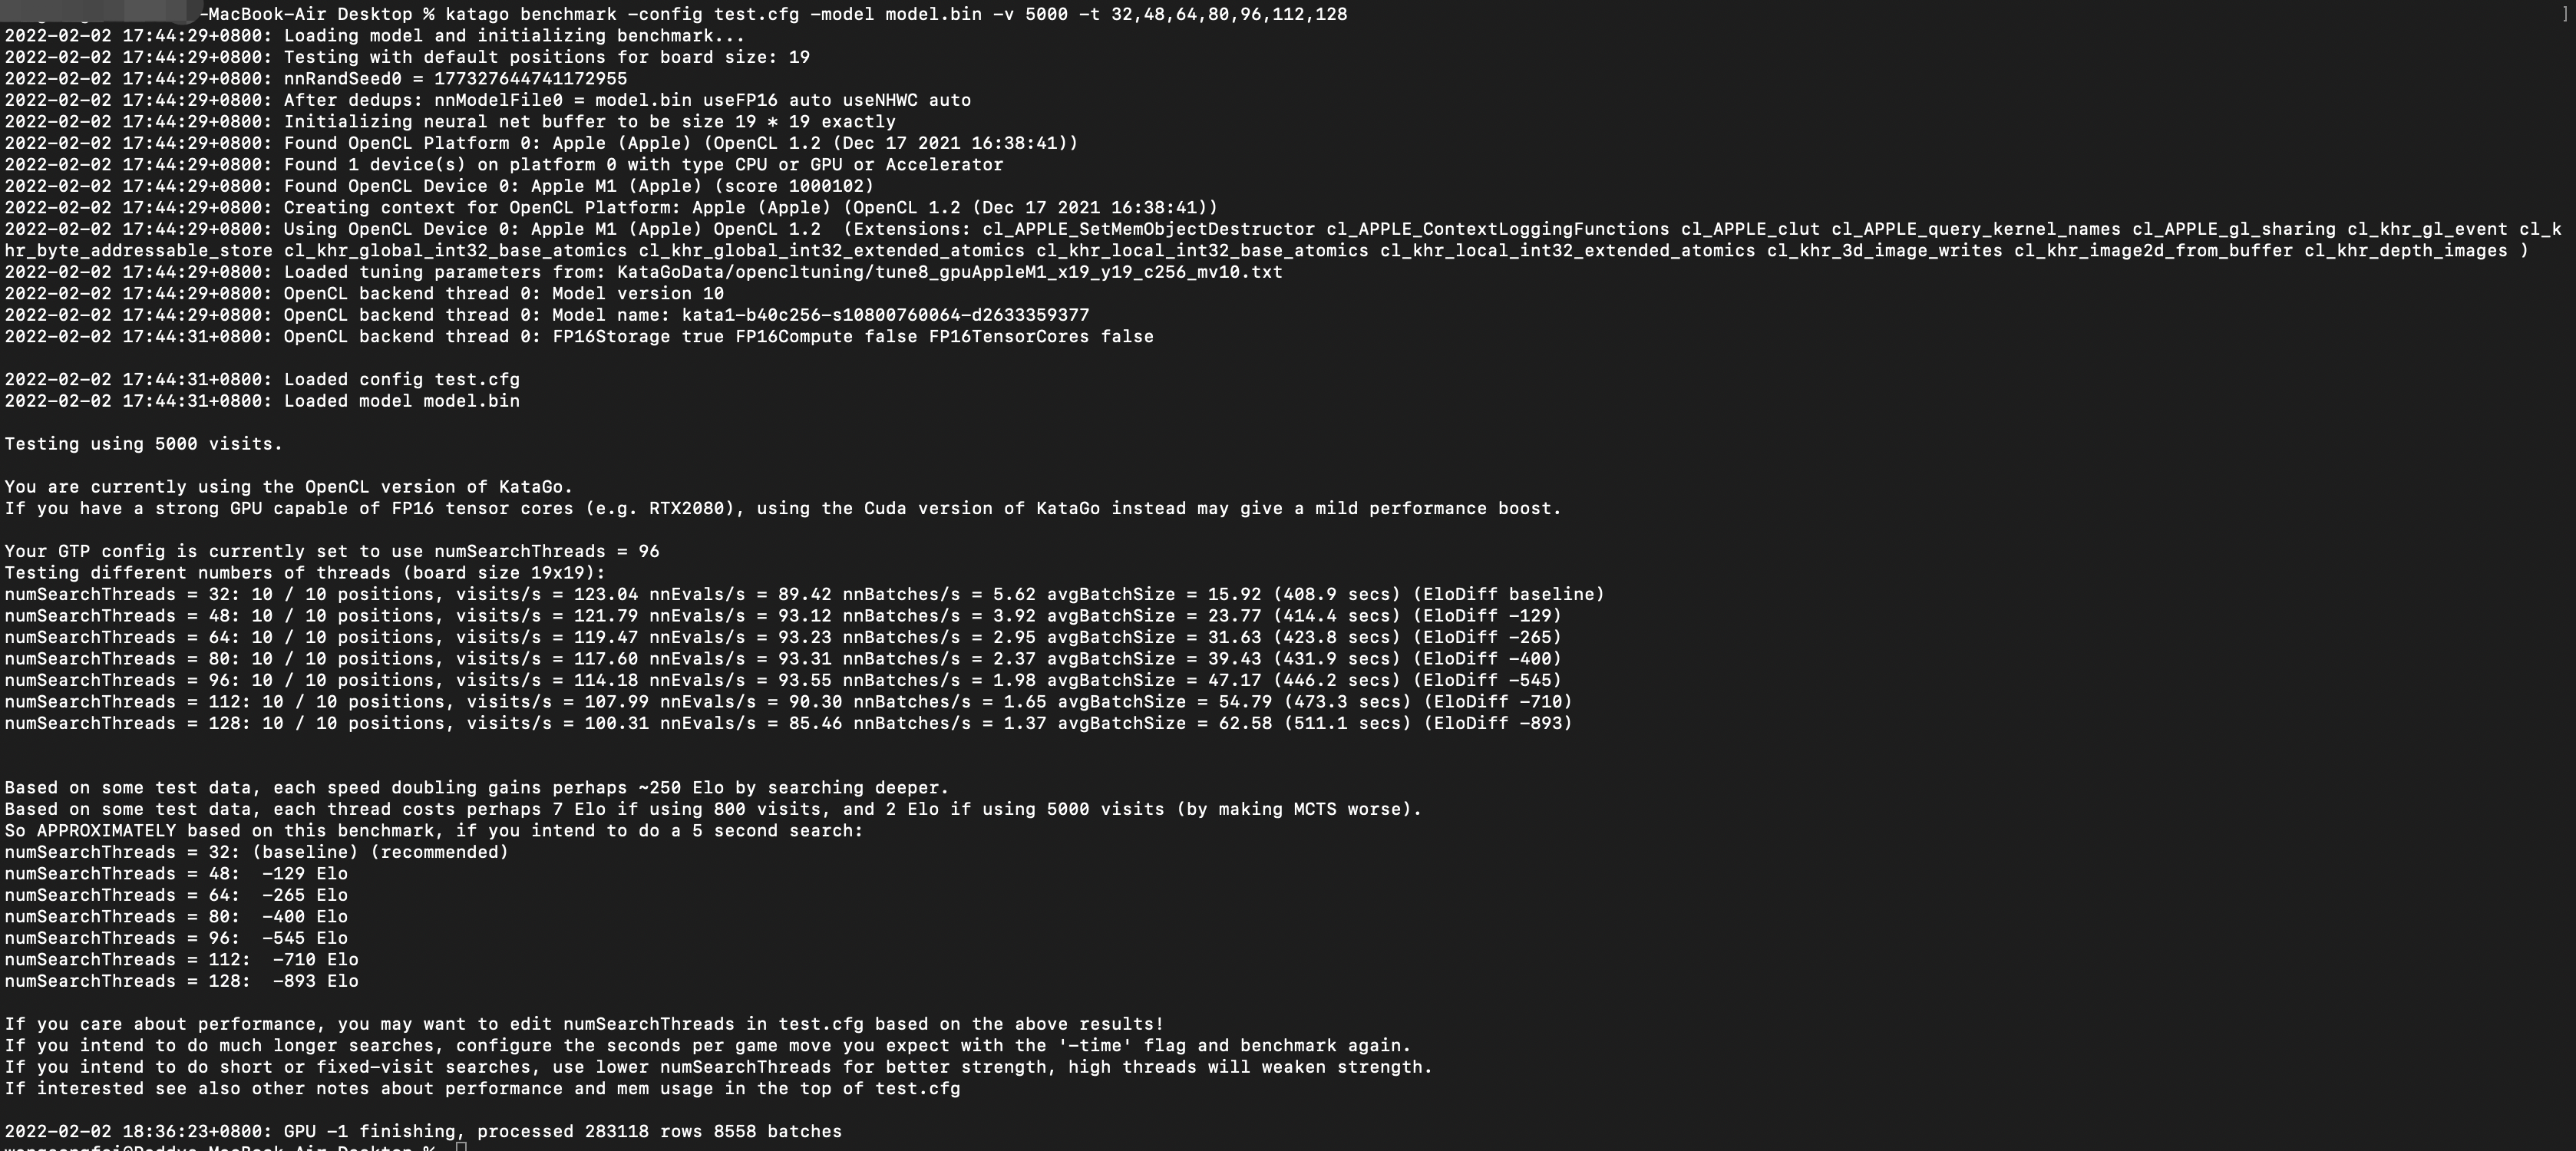 -MacBook-Air Desktop % katago benchmark -config test.cfg -model model.bin -v 5000 -t 32,48,64,80,96,112,128 ]
2022-02-02 17:44:29+0800: Loading model and initializing benchmark...
2022-02-02 17:44:29+0800: Testing with default positions for board size: 19
2022-02-02 17:44:29+0800: nnRandSeed0 = 177327644741172955
2022-02-02 17:44:29+0800: After dedups: nnModelFile0 = model.bin useFP16 auto useNHWC auto
2022-02-02 17:44:29+0800: Initializing neural net buffer to be size 19 * 19 exactly
2022-02-02 17:44:29+0800: Found OpenCL Platform 0: Apple (Apple) (OpenCL 1.2 (Dec 17 2021 16:38:41))
2022-02-02 17:44:29+0800: Found 1 device(s) on platform 0 with type CPU or GPU or Accelerator
2022-02-02 17:44:29+0800: Found OpenCL Device 0: Apple M1 (Apple) (score 1000102)
2022-02-02 17:44:29+0800: Creating context for OpenCL Platform: Apple (Apple) (OpenCL 1.2 (Dec 17 2021 16:38:41))
2022-02-02 17:44:29+0800: Using OpenCL Device 0: Apple M1 (Apple) OpenCL 1.2  (Extensions: cl_APPLE_SetMemObjectDestructor cl_APPLE_ContextLoggingFunctions cl_APPLE_clut cl_APPLE_query_kernel_names cl_APPLE_gl_sharing cl_khr_gl_event cl_k
hr_byte_addressable_store cl_khr_global_int32_base_atomics cl_khr_global_int32_extended_atomics cl_khr_local_int32_base_atomics cl_khr_local_int32_extended_atomics cl_khr_3d_image_writes cl_khr_image2d_from_buffer cl_khr_depth_images )
2022-02-02 17:44:29+0800: Loaded tuning parameters from: KataGoData/opencltuning/tune8_gpuAppleM1_x19_y19_c256_mv10.txt
2022-02-02 17:44:29+0800: OpenCL backend thread 0: Model version 10
2022-02-02 17:44:29+0800: OpenCL backend thread 0: Model name: kata1-b40c256-s10800760064-d2633359377
2022-02-02 17:44:31+0800: OpenCL backend thread 0: FP16Storage true FP16Compute false FP16TensorCores false
2022-02-02 17:44:31+0800: Loaded config test.cfg
2022-02-02 17:44:31+0800: Loaded model model.bin
Testing using 5000 visits.
You are currently using the OpenCL version of KataGo.
If you have a strong GPU capable of FP16 tensor cores (e.g. RTX2080), using the Cuda version of KataGo instead may give a mild performance boost.
Your GTP config is currently set to use numSearchThreads = 96
Testing different numbers of threads (board size 19x19):
numSearchThreads = 32: 10 / 10 positions, visits/s = 123.04 nnEvals/s = 89.42 nnBatches/s = 5.62 avgBatchSize = 15.92 (408.9 secs) (EloDiff baseline)
numSearchThreads = 48: 10 / 10 positions, visits/s = 121.79 nnEvals/s = 93.12 nnBatches/s = 3.92 avgBatchSize = 23.77 (414.4 secs) (EloDiff -129)
numSearchThreads = 64: 10 / 10 positions, visits/s = 119.47 nnEvals/s = 93.23 nnBatches/s = 2.95 avgBatchSize = 31.63 (423.8 secs) (EloDiff -265)
numSearchThreads = 80: 10 / 10 positions, visits/s = 117.60 nnEvals/s = 93.31 nnBatches/s = 2.37 avgBatchSize = 39.43 (431.9 secs) (EloDiff -400)
numSearchThreads = 96: 10 / 10 positions, visits/s = 114.18 nnEvals/s = 93.55 nnBatches/s = 1.98 avgBatchSize = 47.17 (446.2 secs) (EloDiff -545)
numSearchThreads = 112: 10 / 10 positions, visits/s = 107.99 nnEvals/s = 90.30 nnBatches/s = 1.65 avgBatchSize = 54.79 (473.3 secs) (EloDiff -710)
numSearchThreads = 128: 10 / 10 positions, visits/s = 100.31 nnEvals/s = 85.46 nnBatches/s = 1.37 avgBatchSize = 62.58 (511.1 secs) (EloDiff -893)
Based on some test data, each speed doubling gains perhaps ~250 Elo by searching deeper.
Based on some test data, each thread costs perhaps 7 Elo if using 800 visits, and 2 Elo if using 5000 visits (by making MCTS worse).
So APPROXIMATELY based on this benchmark, if you intend to do a 5 second search:
numSearchThreads = 32: (baseline) (recommended)
numSearchThreads = 48:  -129 Elo
numSearchThreads = 64:  -265 Elo
numSearchThreads = 80:  -400 Elo
numSearchThreads = 96:  -545 Elo
numSearchThreads = 112:  -710 Elo
numSearchThreads = 128:  -893 Elo
If you care about performance, you may want to edit numSearchThreads in test.cfg based on the above results!
If you intend to do much longer searches, configure the seconds per game move you expect with the '-time' flag and benchmark again.
If you intend to do short or fixed-visit searches, use lower numSearchThreads for better strength, high threads will weaken strength.
If interested see also other notes about performance and mem usage in the top of test.cfg
2022-02-02 18:36:23+0800: GPU -1 finishing, processed 283118 rows 8558 batches
MacBook-Air Desktop %